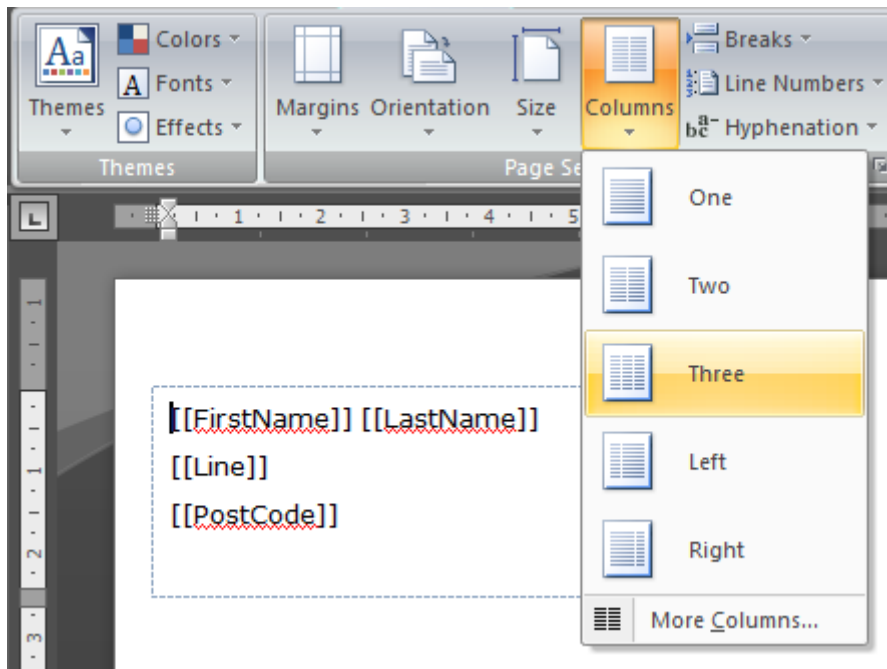 Colors
Fonts
Effects
Themes
Themes
Margins
Orientation
Size
Columns
Breaks
Line Numbers
Hyphenation
Page Se
One
Two
Three
Left
Right
More Columns...
1 2 3 4 5
1
1
2
3
[[FirstName]] [[LastName]]
[[Line]]
[[PostCode]]